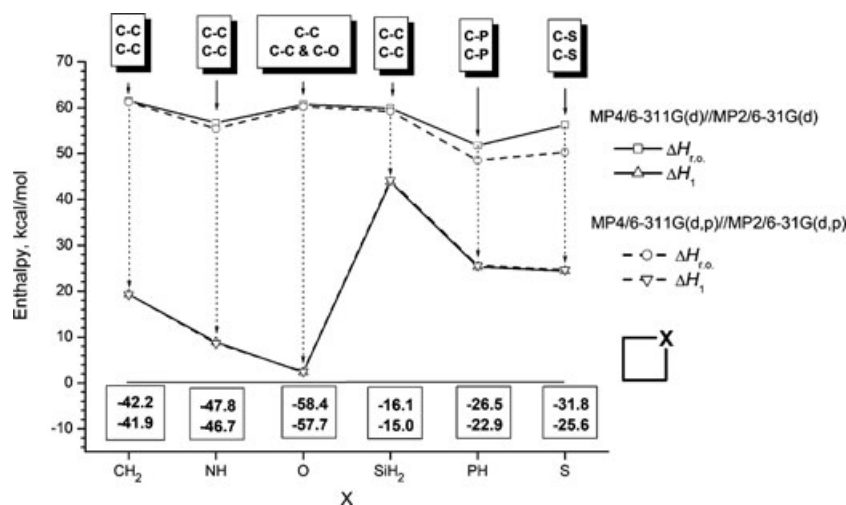 C-C
C-C
C-C
C-C
C-C
C-C & C-O
C-C
C-C
C-P
C-P
C-S
C-S
70
60
50
40
30
20
10
0
-10
Enthalpy, kcal/mol
MP4/6-311G(d)//MP2/6-31G(d)
ΔHr.o.
ΔH1
MP4/6-311G(d,p)//MP2/6-31G(d,p)
ΔHr.o.
ΔH1
X
-42.2
-41.9
-47.8
-46.7
-58.4
-57.7
-16.1
-15.0
-26.5
-22.9
-31.8
-25.6
CH2
NH
O
SiH2
PH
S
X